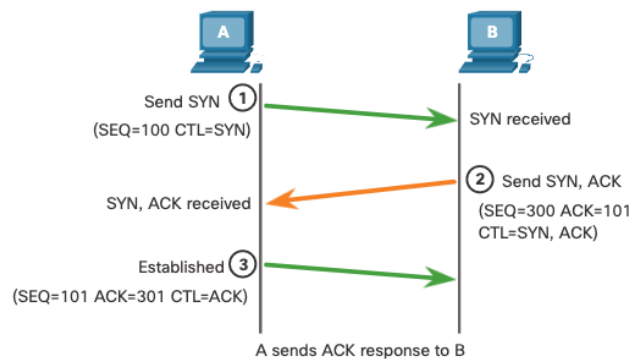 A
B
Send SYN 1
(SEQ=100 CTL=SYN)
SYN received
2 Send SYN, ACK
(SEQ=300 ACK=101
CTL=SYN, ACK)
SYN, ACK received
Established 3
(SEQ=101 ACK=301 CTL=ACK)
A sends ACK response to B